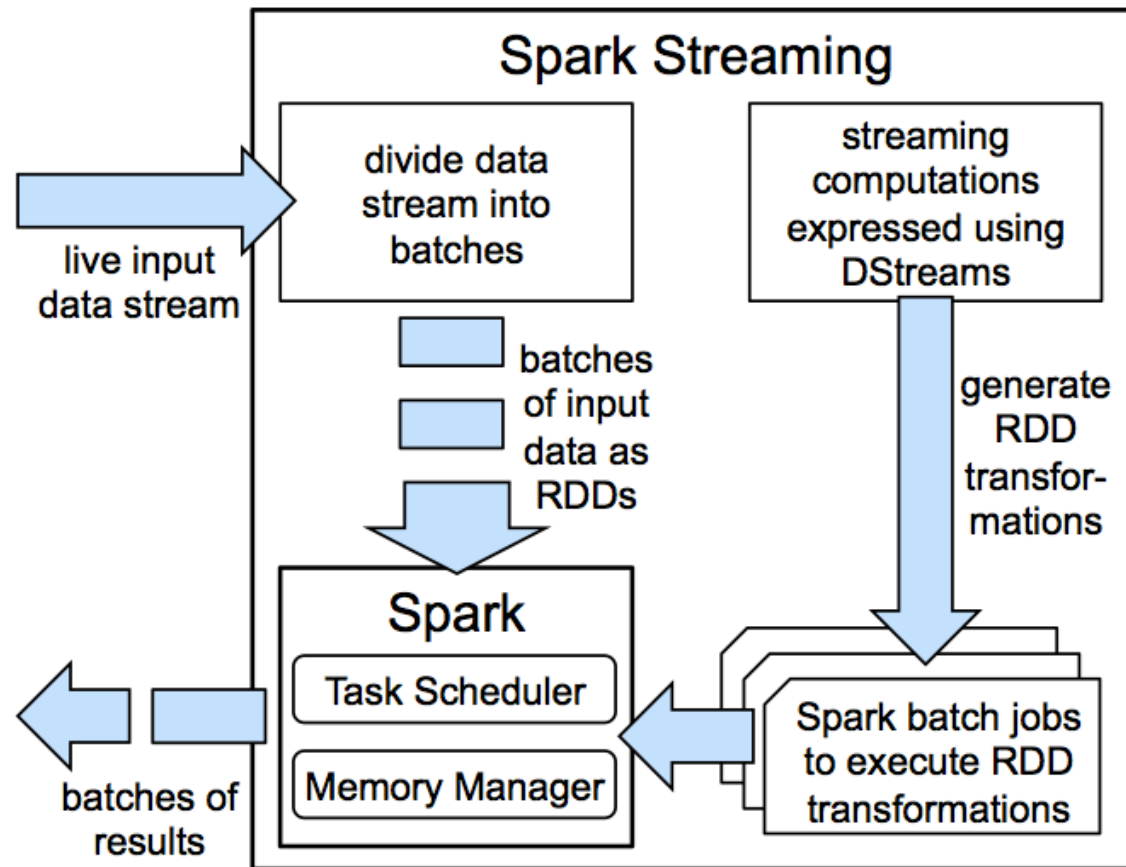 Spark Streaming
divide data
stream into
batches
streaming
computations
expressed using
DStreams
live input
data stream
batches
of input
data as
RDDs
generate
RDD
transfor-
mations
Spark
Task Scheduler
Memory Manager
Spark batch jobs
to execute RDD
transformations
batches of
results